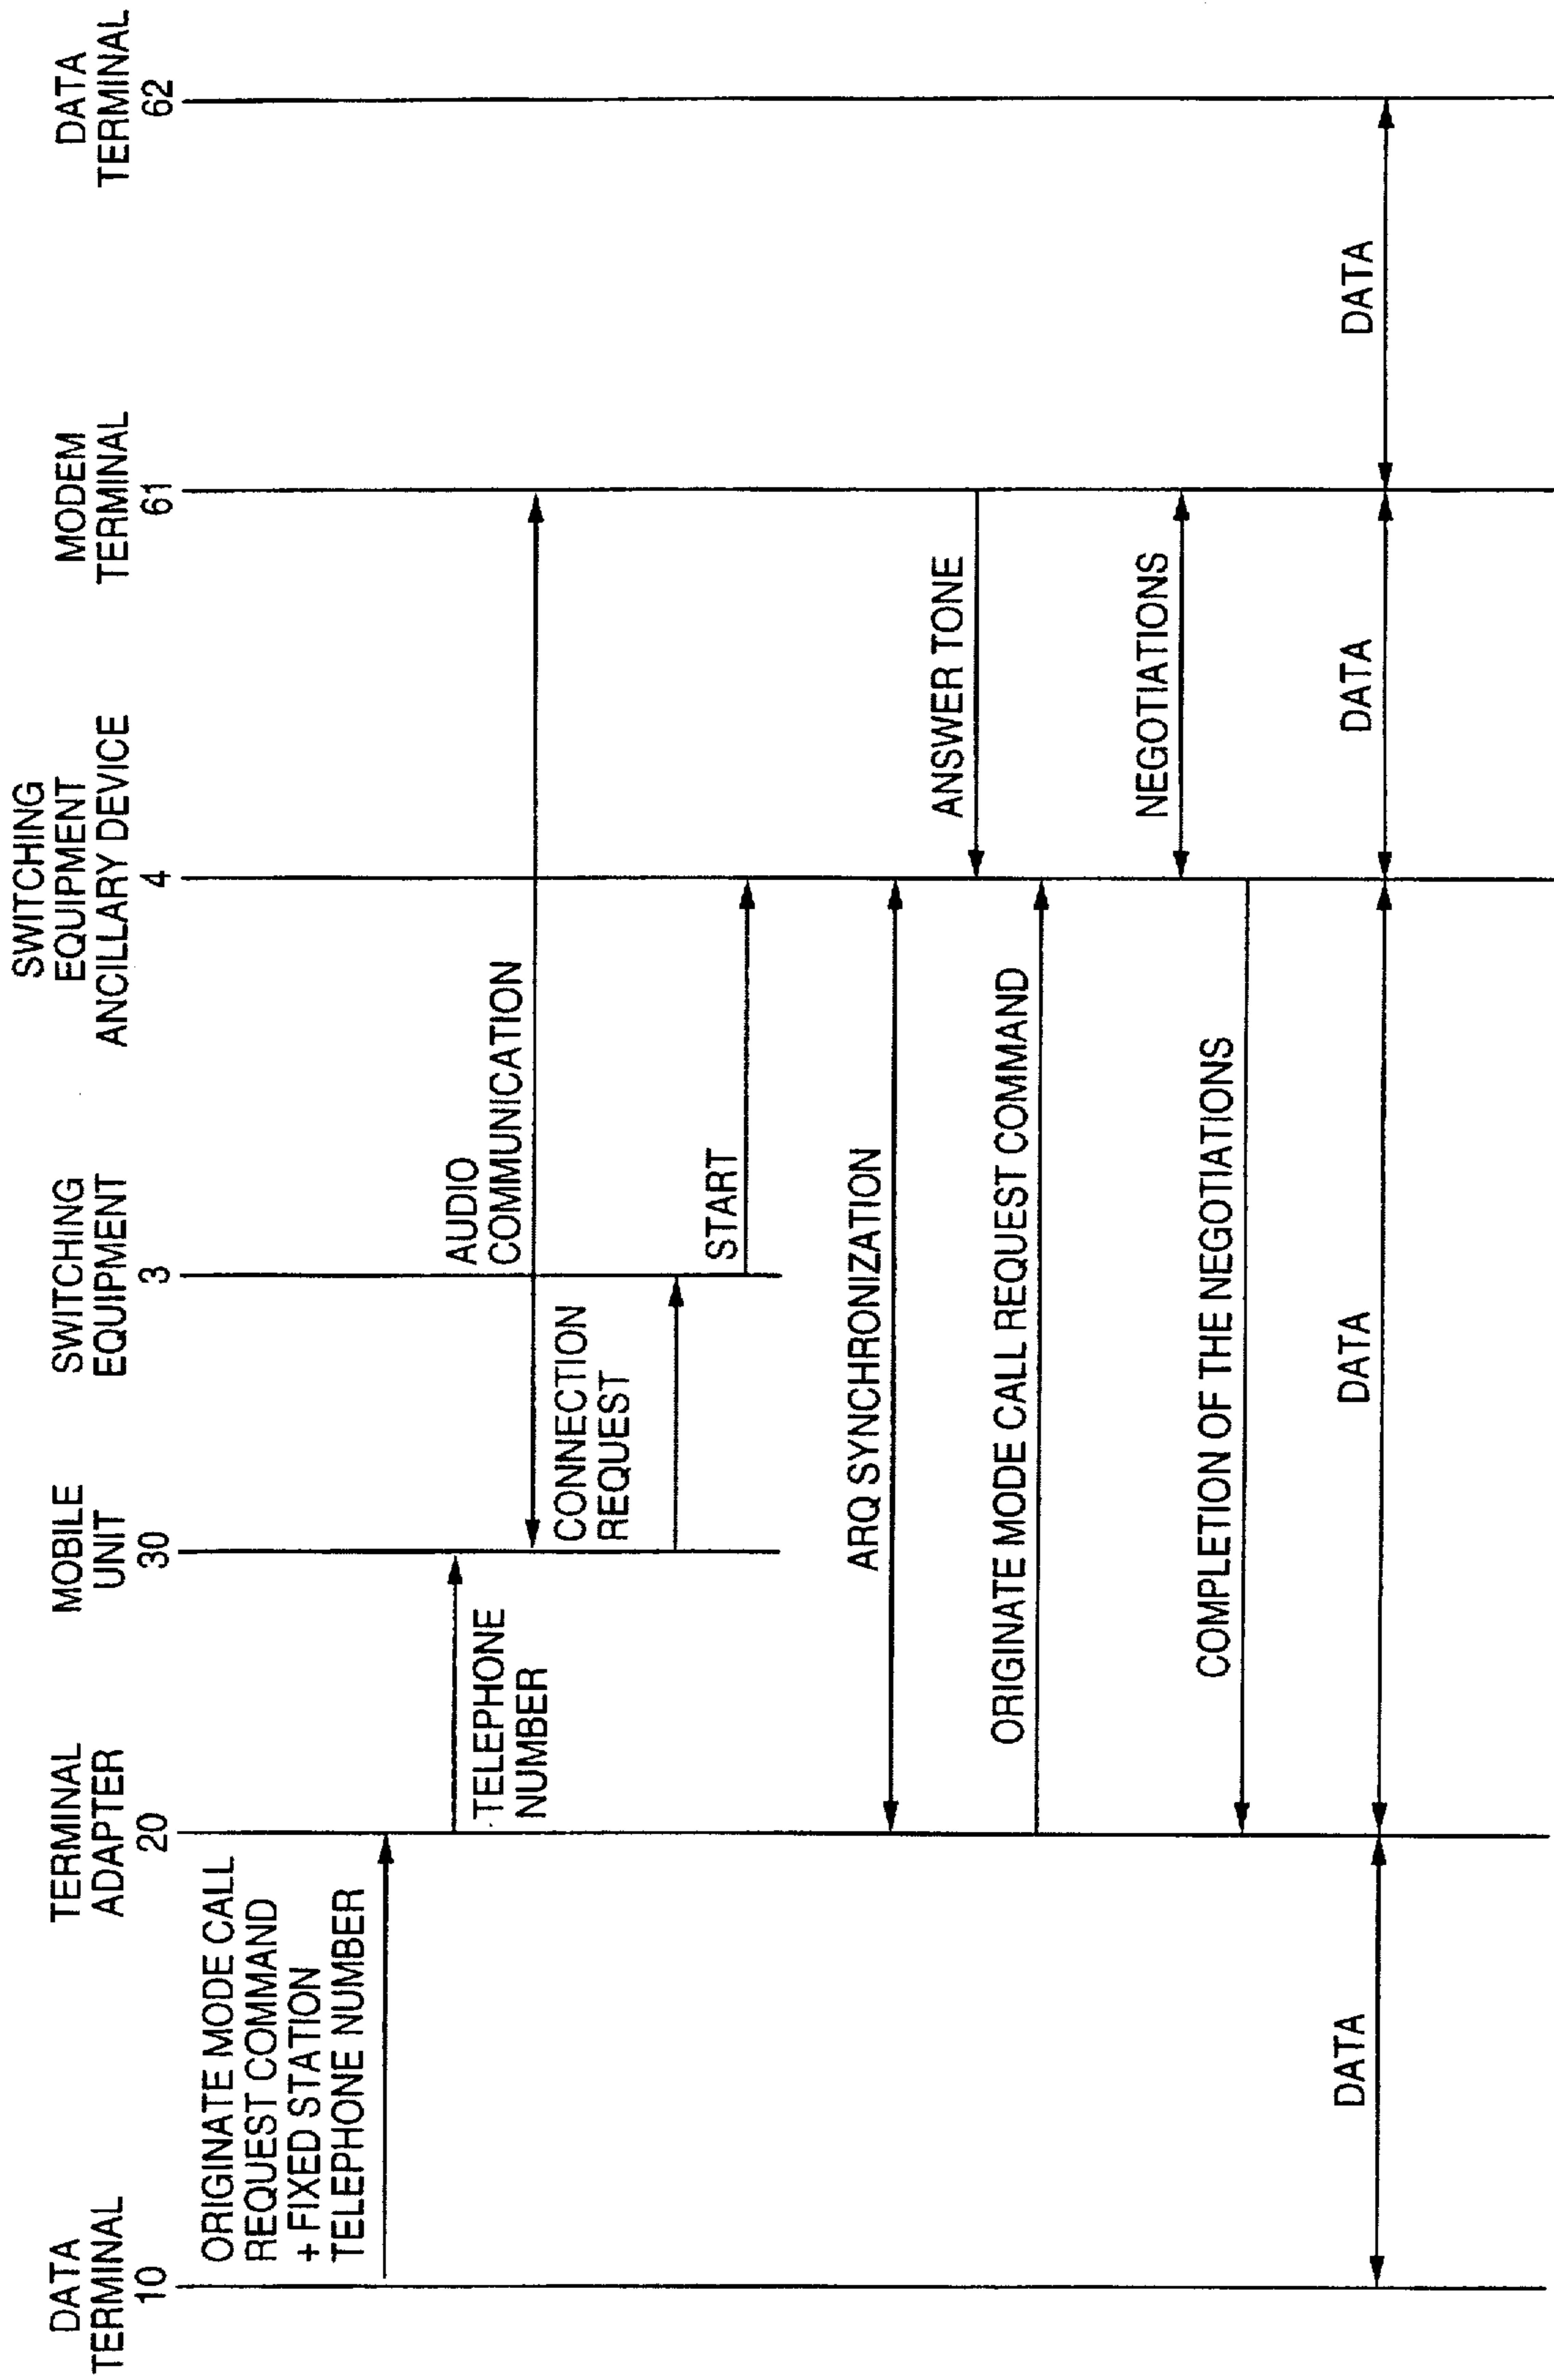 DATA
TERMINAL
10
TERMINAL
ADAPTER
20
MOBILE
UNIT
30
SWITCHING
EQUIPMENT
3
SWITCHING
EQUIPMENT
ANCILLARY DEVICE
4
MODEM
TERMINAL
61
DATA
TERMINAL
62
ORIGINATE MODE CALL
REQUEST COMMAND
+ FIXED STATION
TELEPHONE NUMBER
TELEPHONE
NUMBER
AUDIO
COMMUNICATION
CONNECTION
REQUEST
START
ARQ SYNCHRONIZATION
ANSWER TONE
ORIGINATE MODE CALL REQUEST COMMAND
NEGOTIATIONS
COMPLETION OF THE NEGOTIATIONS
DATA
DATA
DATA
DATA